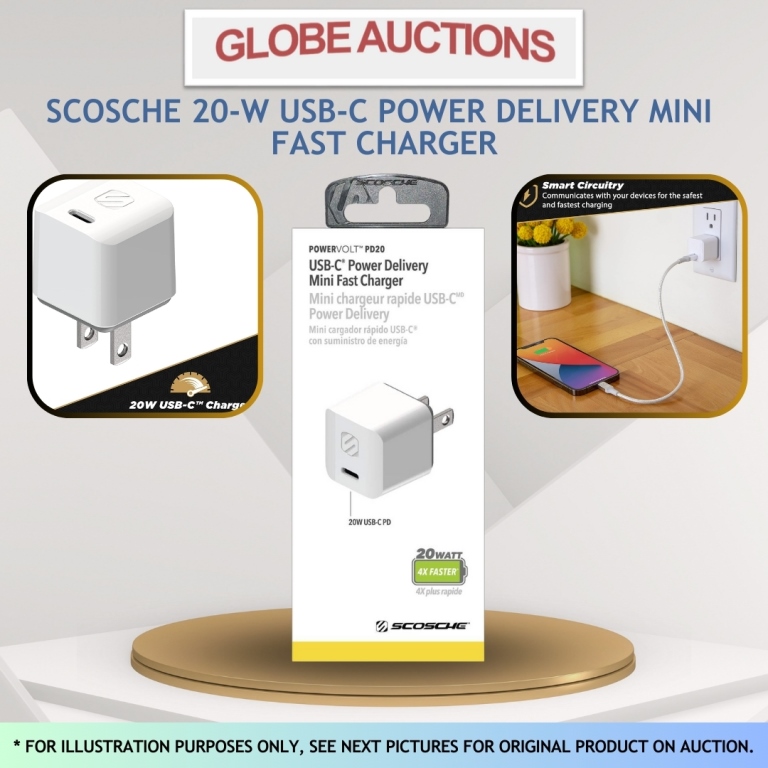 GLOBE AUCTIONS
SCOSCHE 20-W USB-C POWER DELIVERY MINI
FAST CHARGER
20W USB-C™ Charge
SCOSCHE
POWERVOLT™ PD20
USB-C® Power Delivery
Mini Fast Charger
Mini chargeur rapide USB-Cᴹᴰ
Power Delivery
Mini cargador rápido USB-C®
con suministro de energía
20W USB-C PD
20WATT
4X FASTER
4X plus rapide
SCOSCHE
Smart Circuitry
Communicates with your devices for the safest
and fastest charging
* FOR ILLUSTRATION PURPOSES ONLY, SEE NEXT PICTURES FOR ORIGINAL PRODUCT ON AUCTION.